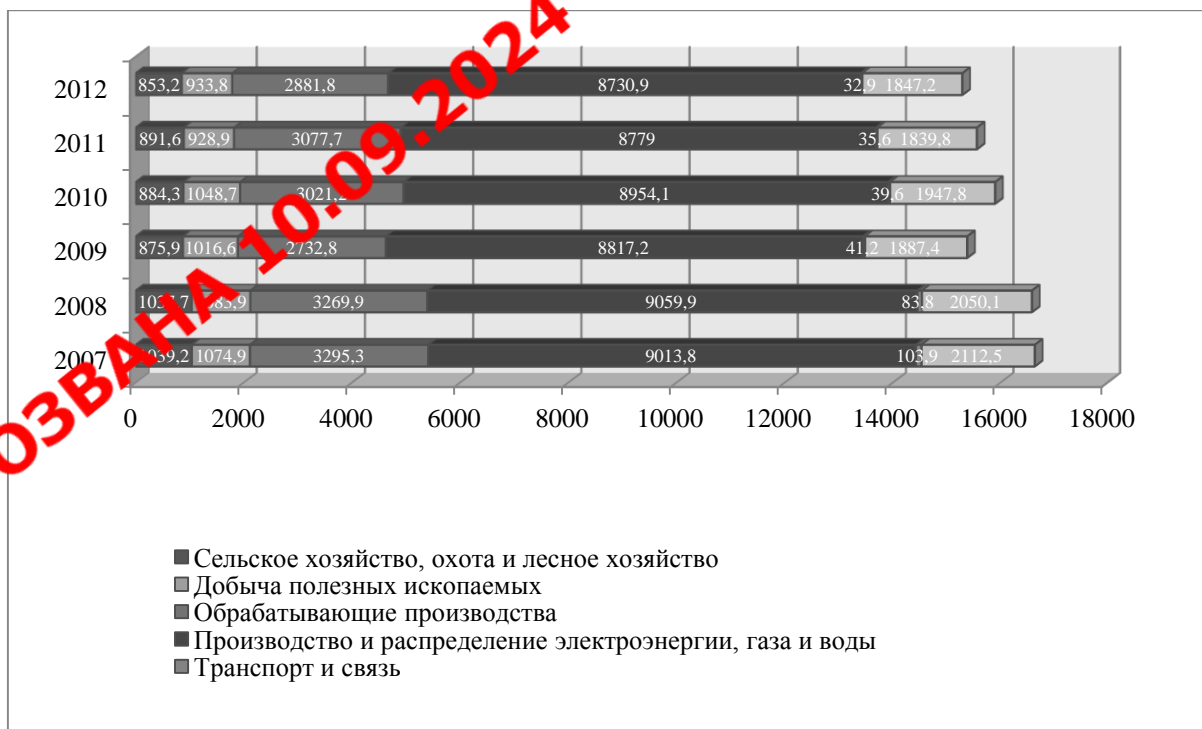 2012 853,2 933,8 2881,8 8730,9 32,9 1847,2
2011 891,6 928,9 3077,7 8779 35,6 1839,8
2010 884,3 1048,7 3021,2 8954,1 39,6 1947,8
2009 875,9 1016,6 2732,8 8817,2 41,2 1887,4
2008 3269,9 9059,9 83,8 2050,1
2007 1074,9 3295,3 9013,8 103,9 2112,5
0 2000 4000 6000 8000 10000 12000 14000 16000 18000
ОЗВАНА 10.09.2024
Сельское хозяйство, охота и лесное хозяйство
Добыча полезных ископаемых
Обрабатывающие производства
Производство и распределение электроэнергии, газа и воды
Транспорт и связь